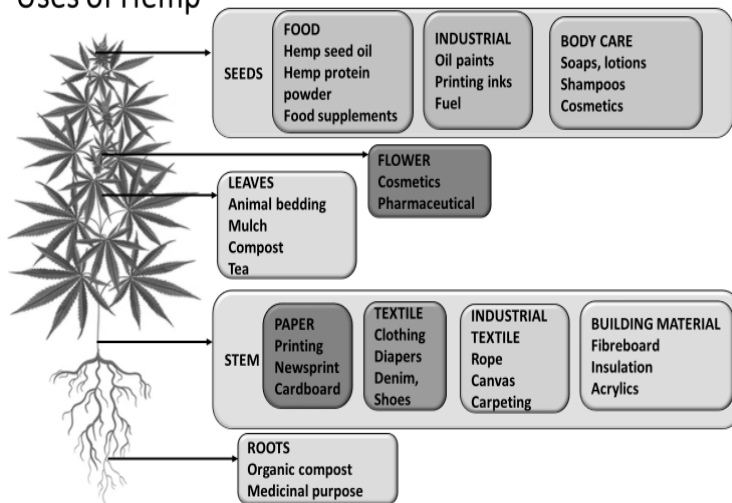 Uses of Hemp
SEEDS
FOOD
Hemp seed oil
Hemp protein
powder
Food supplements
INDUSTRIAL
Oil paints
Printing inks
Fuel
BODY CARE
Soaps, lotions
Shampoos
Cosmetics
FLOWER
Cosmetics
Pharmaceutical
LEAVES
Animal bedding
Mulch
Compost
Tea
STEM
PAPER
Printing
Newsprint
Cardboard
TEXTILE
Clothing
Diapers
Denim,
Shoes
INDUSTRIAL
TEXTILE
Rope
Canvas
Carpeting
BUILDING MATERIAL
Fibreboard
Insulation
Acrylics
ROOTS
Organic compost
Medicinal purpose